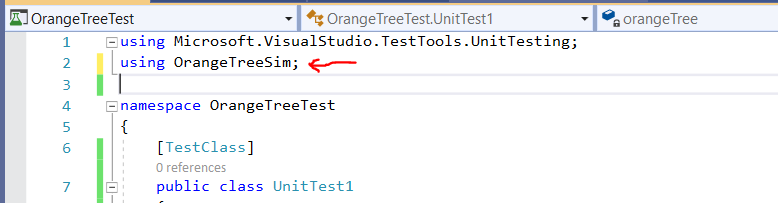 OrangeTreeTest OrangeTreeTest.UnitTest1 orangeTree
1 using Microsoft.VisualStudio.TestTools.UnitTesting;
2 using OrangeTreeSim;
3
4 namespace OrangeTreeTest
5 {
6 [TestClass]
0 references
7 public class UnitTest1